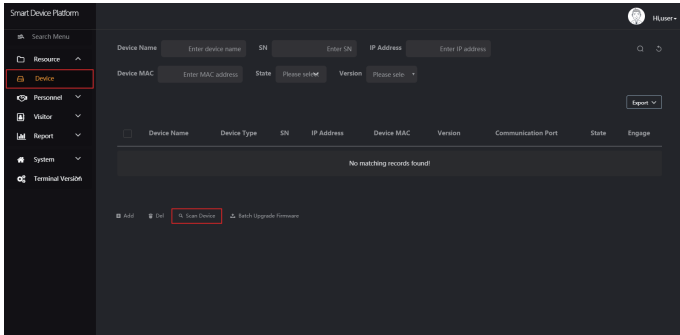 Smart Device Platform
Hi,user
Search Menu
Resource
Device
Personnel
Visitor
Report
System
Terminal Version
Device Name Enter device name SN Enter SN IP Address Enter IP address
Device MAC Enter MAC address State Please select Version Please sele
Export
Device Name Device Type SN IP Address Device MAC Version Communication Port State Engage
No matching records found!
Add Del Scan Device Batch Upgrade Firmware